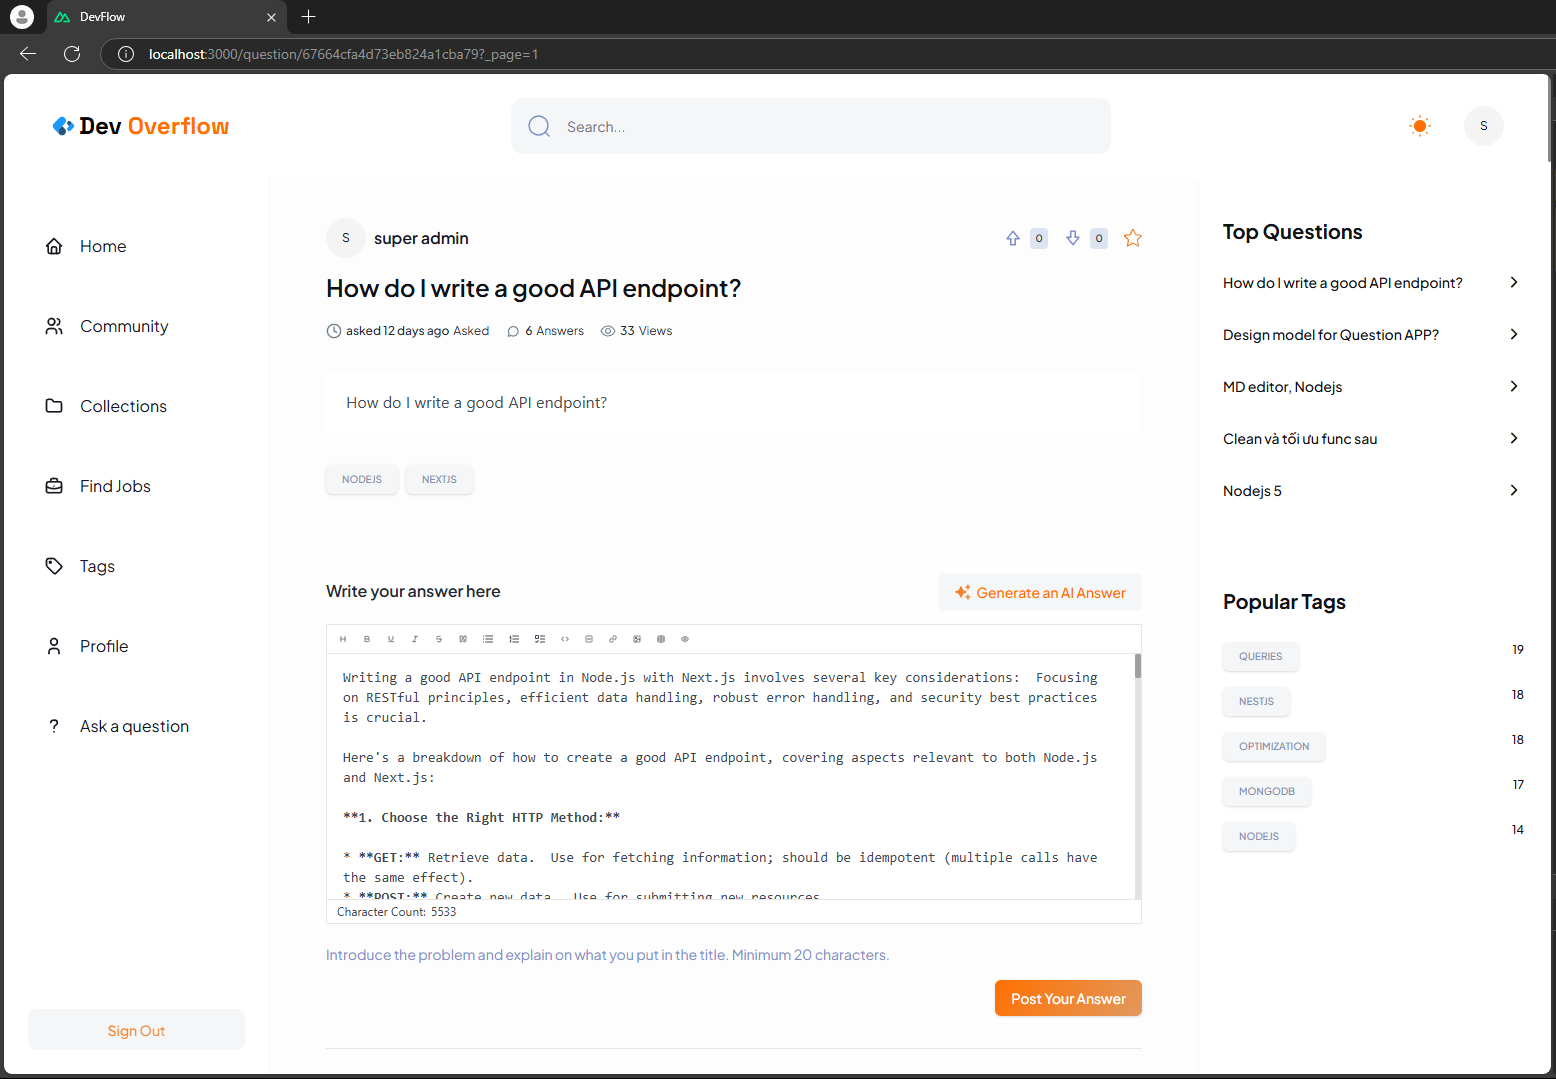 DevFlow
localhost:3000/question/67664cfa4d73eb824a1cba79?_page=1
Dev Overflow
Search...
S
Home
Community
Collections
Find Jobs
Tags
Profile
? Ask a question
Sign Out
S super admin
0 0
How do I write a good API endpoint?
asked 12 days ago Asked 6 Answers 33 Views
How do I write a good API endpoint?
NODEJS NEXTJS
Write your answer here
Generate an AI Answer
H B U I S
Writing a good API endpoint in Node.js with Next.js involves several key considerations:  Focusing
on RESTful principles, efficient data handling, robust error handling, and security best practices
is crucial.
Here's a breakdown of how to create a good API endpoint, covering aspects relevant to both Node.js
and Next.js:
**1. Choose the Right HTTP Method:**
* **GET:** Retrieve data.  Use for fetching information; should be idempotent (multiple calls have
the same effect).
* **POST:** Create new data.  Use for submitting new resources.
Character Count: 5533
Introduce the problem and explain on what you put in the title. Minimum 20 characters.
Post Your Answer
Top Questions
How do I write a good API endpoint?
Design model for Question APP?
MD editor, Nodejs
Clean và tối ưu func sau
Nodejs 5
Popular Tags
QUERIES 19
NESTJS 18
OPTIMIZATION 18
MONGODB 17
NODEJS 14